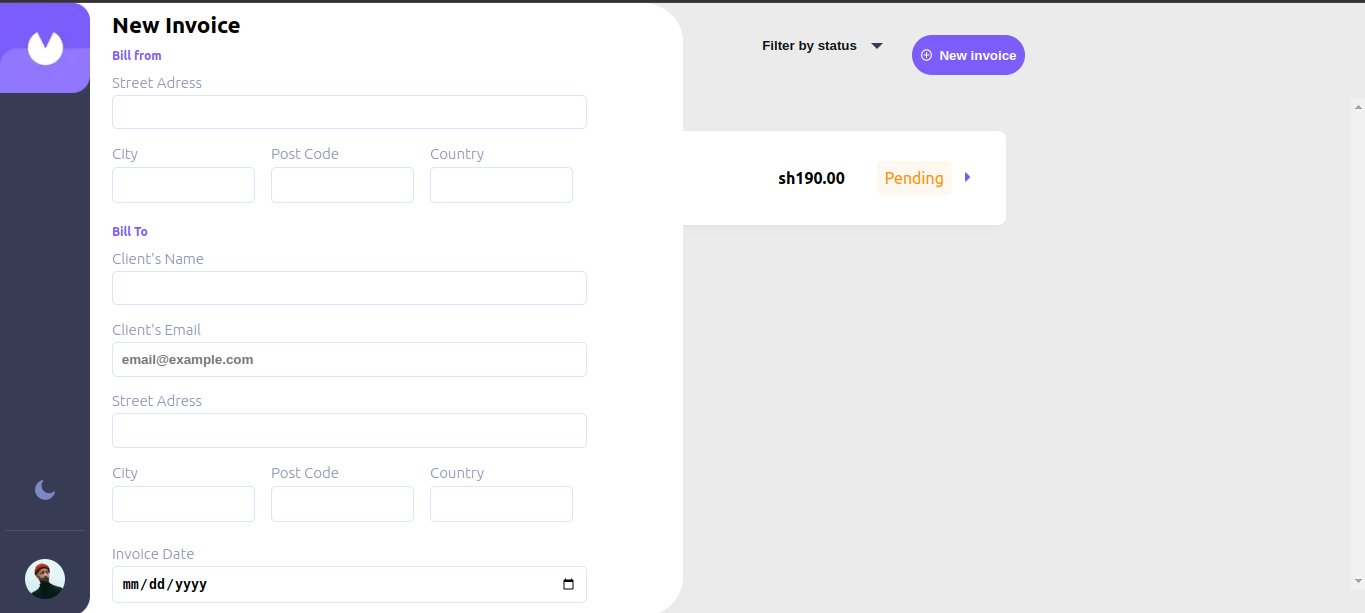 New Invoice
Bill from
Street Adress
City Post Code Country
Bill To
Client's Name
Client's Email
email@example.com
Street Adress
City Post Code Country
Invoice Date
mm/dd/yyyy
Filter by status
New invoice
sh190.00 Pending